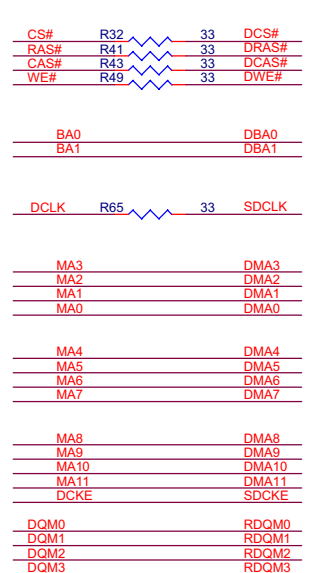 CS# R32 33 DCS#
RAS# R41 33 DRAS#
CAS# R43 33 DCAS#
WE# R49 33 DWE#
BA0 DBA0
BA1 DBA1
DCLK R65 33 SDCLK
MA3 DMA3
MA2 DMA2
MA1 DMA1
MA0 DMA0
MA4 DMA4
MA5 DMA5
MA6 DMA6
MA7 DMA7
MA8 DMA8
MA9 DMA9
MA10 DMA10
MA11 DMA11
DCKE SDCKE
DQM0 RDQM0
DQM1 RDQM1
DQM2 RDQM2
DQM3 RDQM3